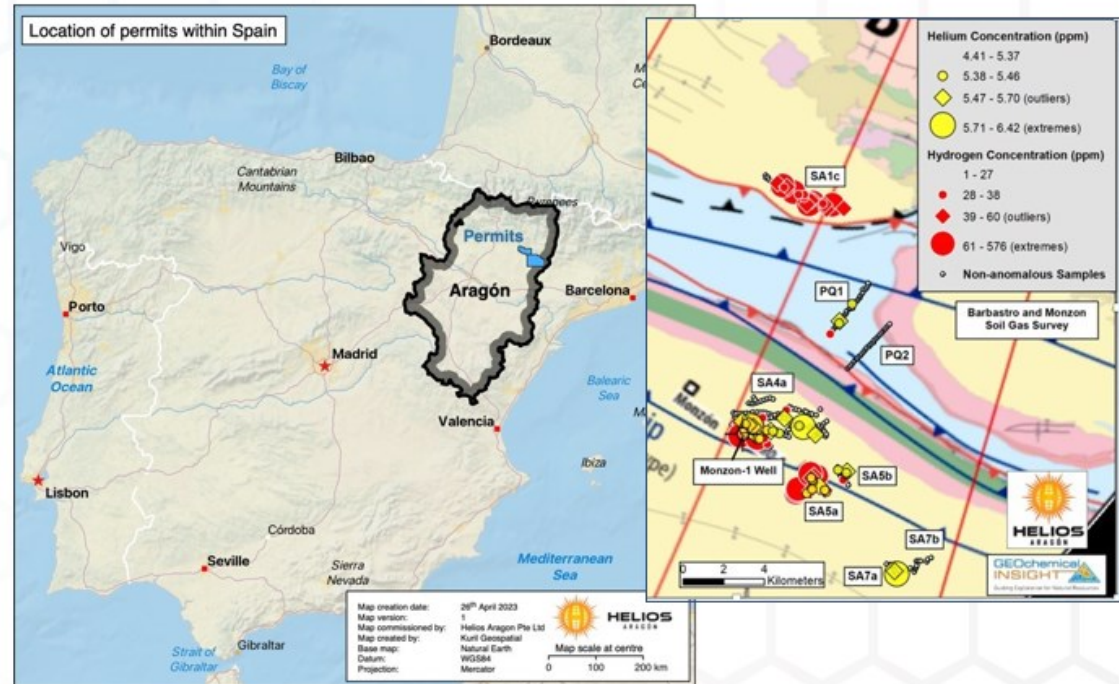 Location of permits within Spain
Bordeaux
Bay of
Biscay
Bilbao
Cantabrian
Mountains
Pyrenees
Vigo
Permits
Aragón
Barcelona
Porto
Madrid
Atlantic
Ocean
Balearic
Sea
Valencia
Ibiza
Lisbon
Córdoba
Seville
Sierra
Nevada
Mediterranean
Sea
Gibraltar
Strait of
Gibraltar
Map creation date: 26th April 2023
Map version: 1
Map commissioned by: Helios Aragon Pte Ltd
Map created by: Kuril Geospatial
Base map: Natural Earth
Datum: WGS84
Projection: Mercator
HELIOS
ARAGÓN
Map scale at centre
0 100 200 km
Helium Concentration (ppm)
4.41 - 5.37
5.38 - 5.46
5.47 - 5.70 (outliers)
5.71 - 6.42 (extremes)
Hydrogen Concentration (ppm)
1 - 27
28 - 38
39 - 60 (outliers)
61 - 576 (extremes)
Non-anomalous Samples
Barbastro and Monzon
Soil Gas Survey
SA1c
PQ1
PQ2
SA4a
Monzón
Monzon-1 Well
SA5b
SA5a
SA7b
SA7a
0 2 4
Kilometers
HELIOS
ARAGÓN
GEOchemical
INSIGHT